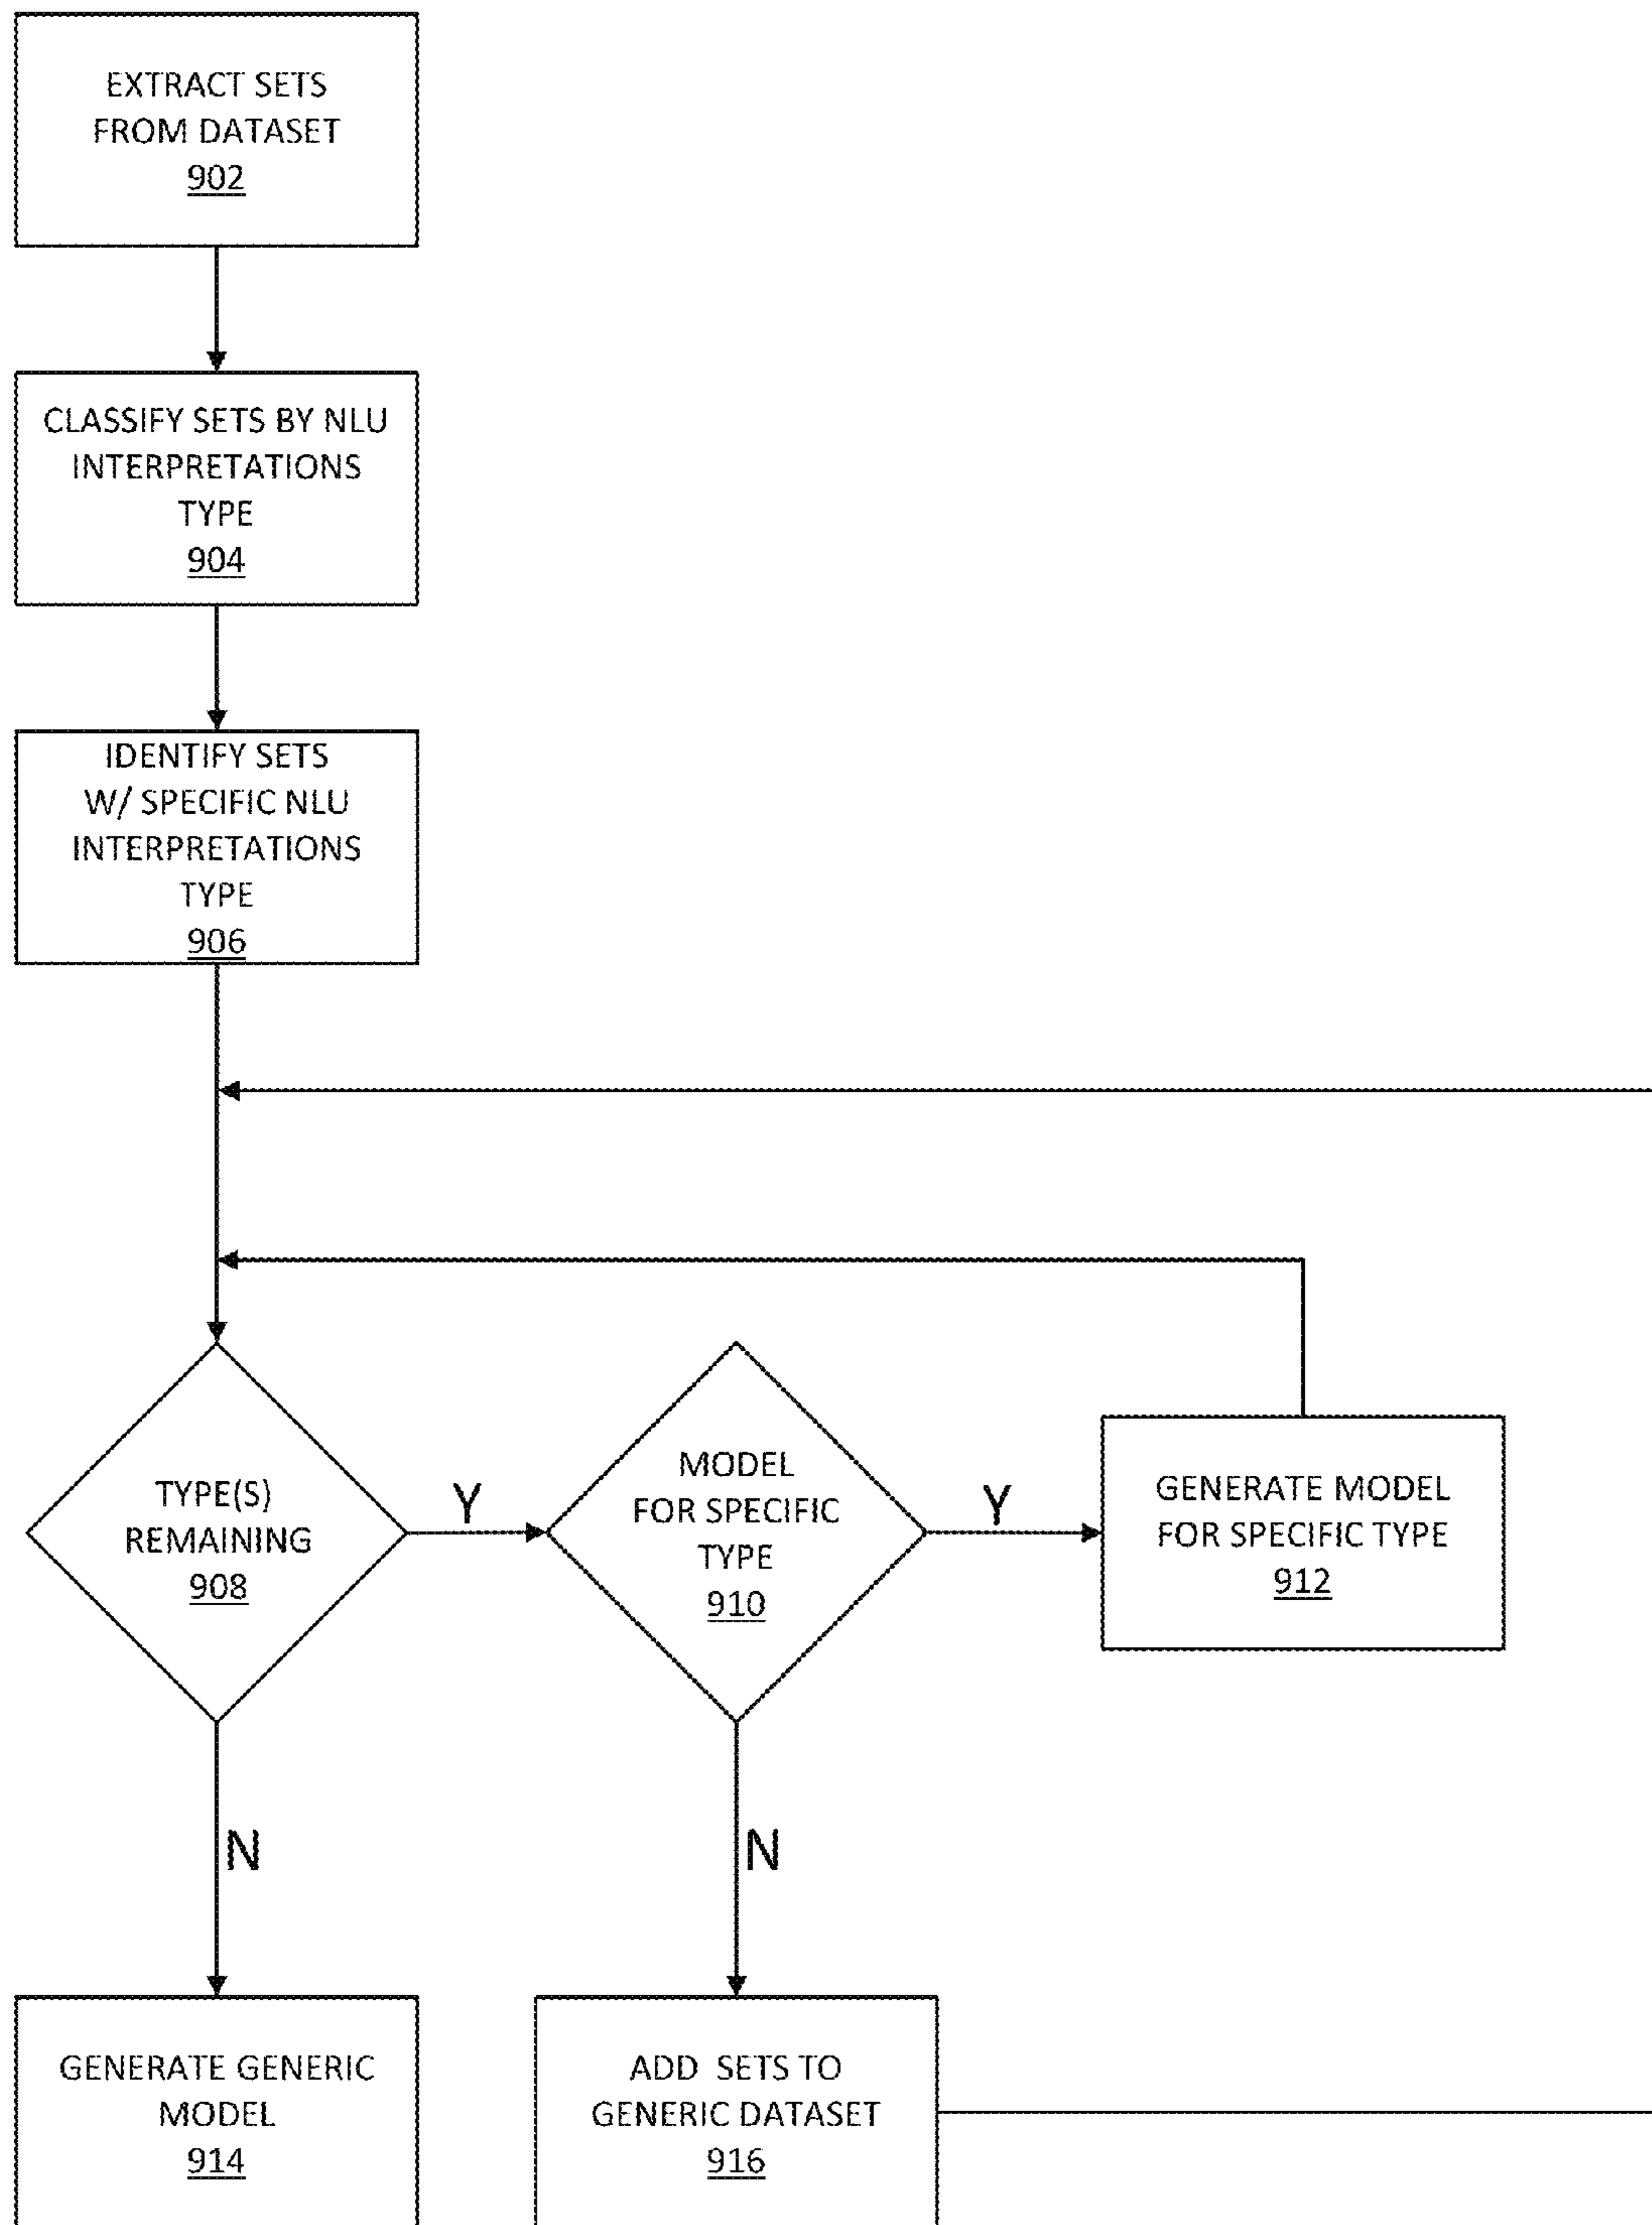 EXTRACT SETS
FROM DATASET
902
CLASSIFY SETS BY NLU
INTERPRETATIONS
TYPE
904
IDENTIFY SETS
W/ SPECIFIC NLU
INTERPRETATIONS
TYPE
906
TYPE(S)
REMAINING
908
Y
MODEL
FOR SPECIFIC
TYPE
910
Y
GENERATE MODEL
FOR SPECIFIC TYPE
912
N
N
GENERATE GENERIC
MODEL
914
ADD SETS TO
GENERIC DATASET
916